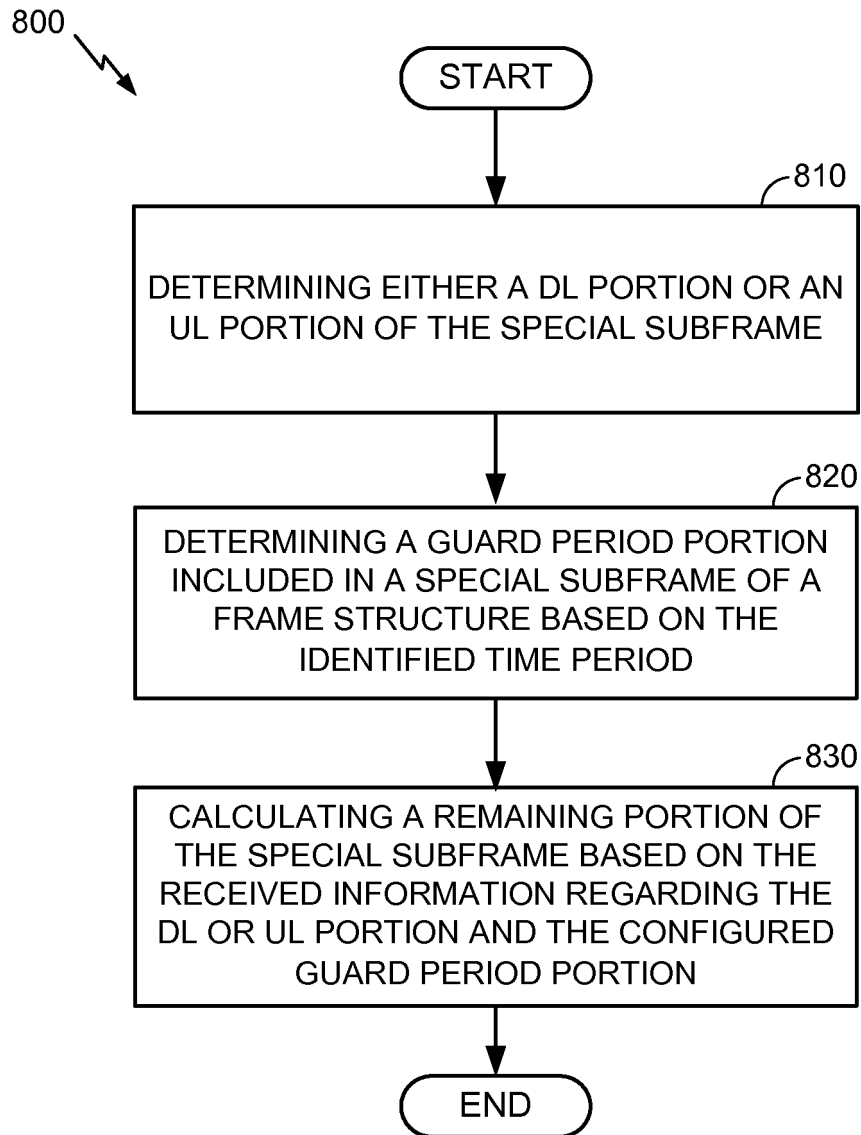 800
START
810
DETERMINING EITHER A DL PORTION OR AN
UL PORTION OF THE SPECIAL SUBFRAME
820
DETERMINING A GUARD PERIOD PORTION
INCLUDED IN A SPECIAL SUBFRAME OF A
FRAME STRUCTURE BASED ON THE
IDENTIFIED TIME PERIOD
830
CALCULATING A REMAINING PORTION OF
THE SPECIAL SUBFRAME BASED ON THE
RECEIVED INFORMATION REGARDING THE
DL OR UL PORTION AND THE CONFIGURED
GUARD PERIOD PORTION
END